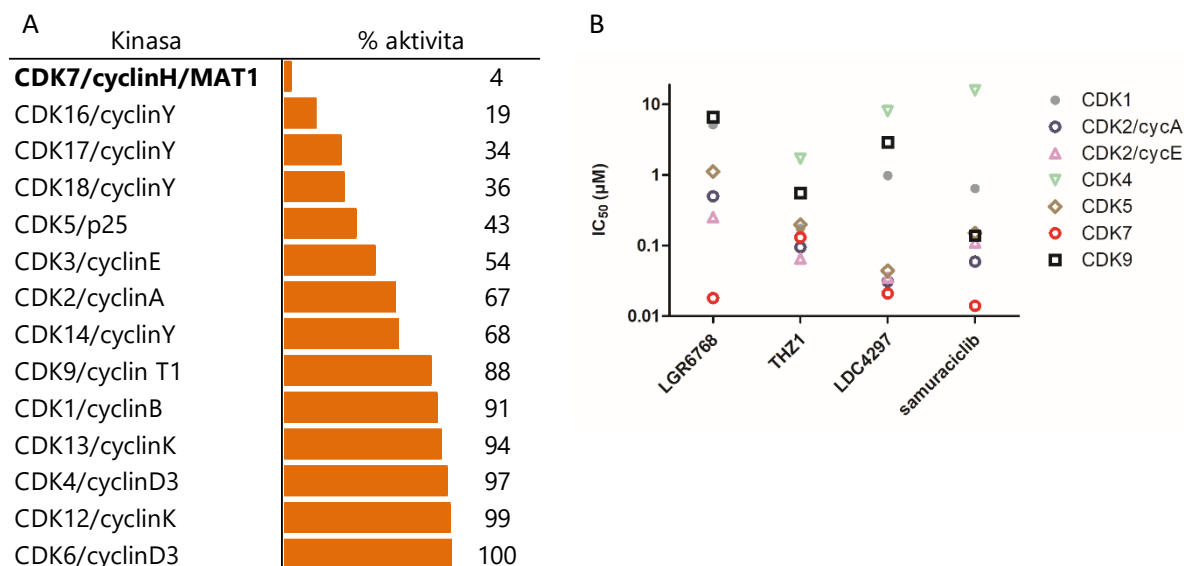 A
Kinasa % aktivita
CDK7/cyclinH/MAT1 4
CDK16/cyclinY 19
CDK17/cyclinY 34
CDK18/cyclinY 36
CDK5/p25 43
CDK3/cyclinE 54
CDK2/cyclinA 67
CDK14/cyclinY 68
CDK9/cyclin T1 88
CDK1/cyclinB 91
CDK13/cyclinK 94
CDK4/cyclinD3 97
CDK12/cyclinK 99
CDK6/cyclinD3 100
B
IC50 (µM)
10
1
0.1
0.01
LGR6768
THZ1
LDC4297
samuraciclib
CDK1
CDK2/cycA
CDK2/cycE
CDK4
CDK5
CDK7
CDK9